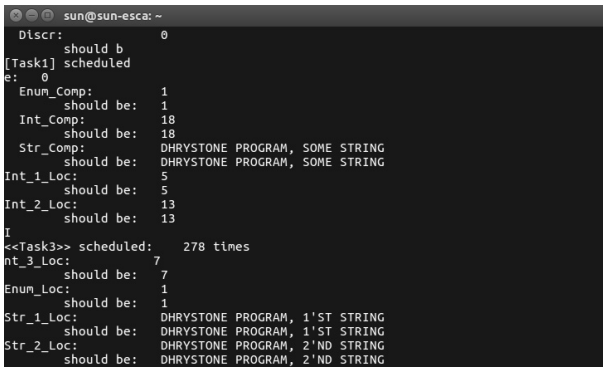 sun@sun-esca: ~
Discr: 0
should b
[Task1] scheduled
e: 0
Enum_Comp: 1
should be: 1
Int_Comp: 18
should be: 18
Str_Comp: DHRYSTONE PROGRAM, SOME STRING
should be: DHRYSTONE PROGRAM, SOME STRING
Int_1_Loc: 5
should be: 5
Int_2_Loc: 13
should be: 13
I
<<Task3>> scheduled: 278 times
nt_3_Loc: 7
should be: 7
Enum_Loc: 1
should be: 1
Str_1_Loc: DHRYSTONE PROGRAM, 1'ST STRING
should be: DHRYSTONE PROGRAM, 1'ST STRING
Str_2_Loc: DHRYSTONE PROGRAM, 2'ND STRING
should be: DHRYSTONE PROGRAM, 2'ND STRING